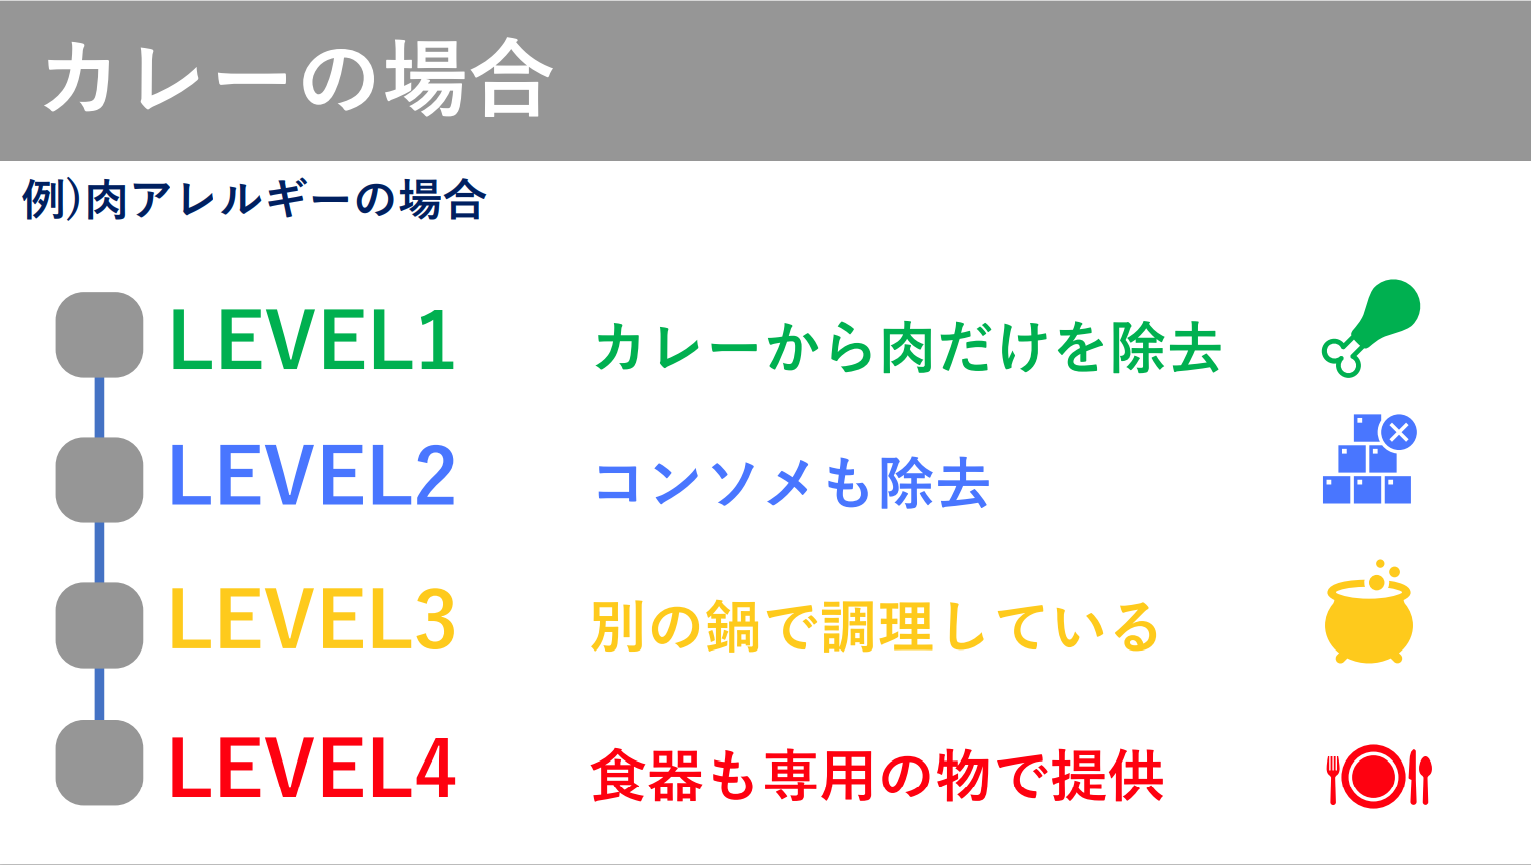 カレーの場合
例)肉アレルギーの場合
LEVEL1 カレーから肉だけを除去
LEVEL2 コンソメも除去
LEVEL3 別の鍋で調理している
LEVEL4 食器も専用の物で提供